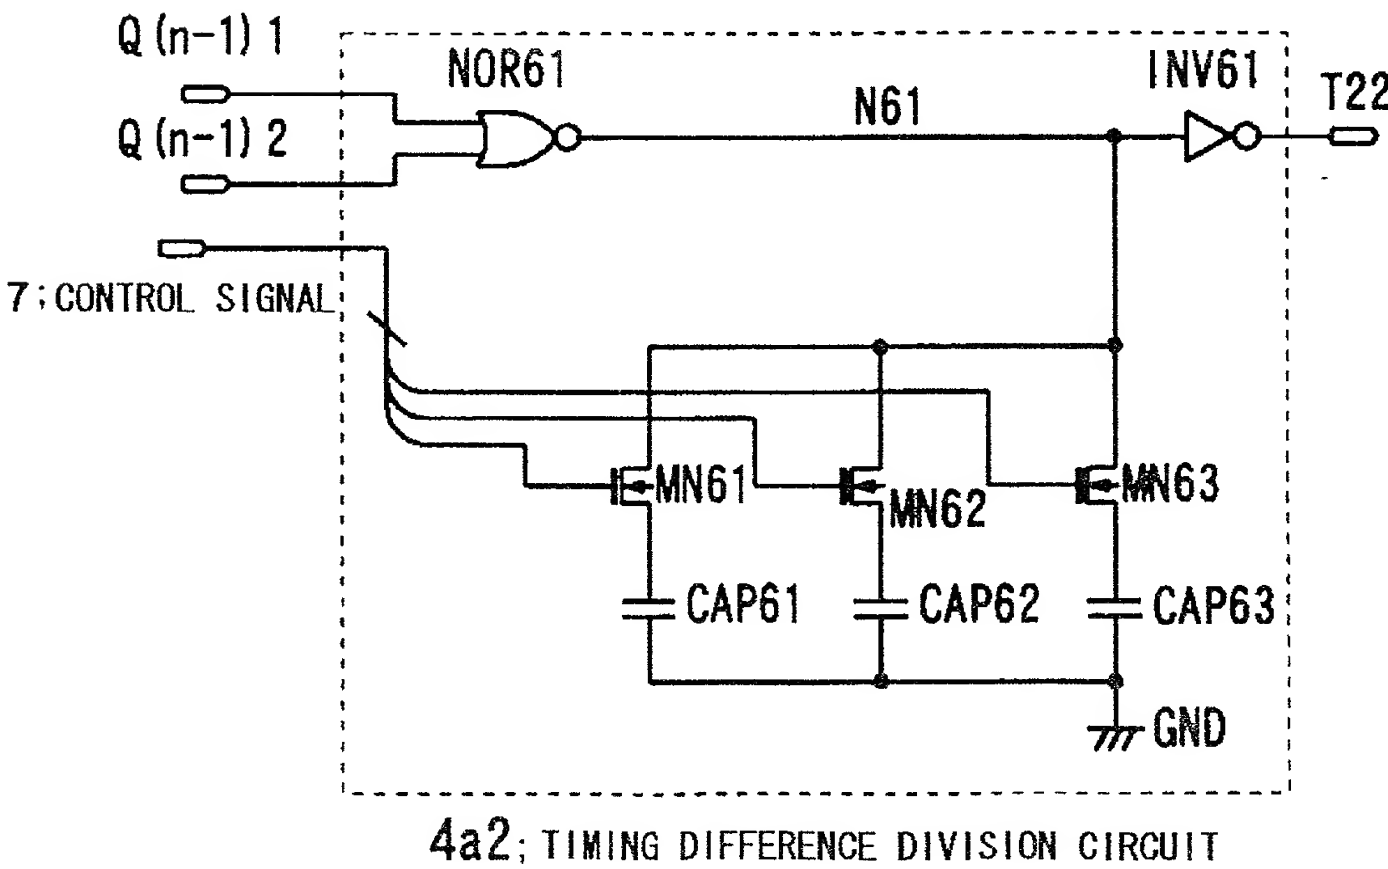 Q(n-1)1
NOR61
INV61
N61
T22
Q(n-1)2
7;CONTROL SIGNAL
MN61
MN62
MN63
CAP61
CAP62
CAP63
GND
4a2; TIMING DIFFERENCE DIVISION CIRCUIT